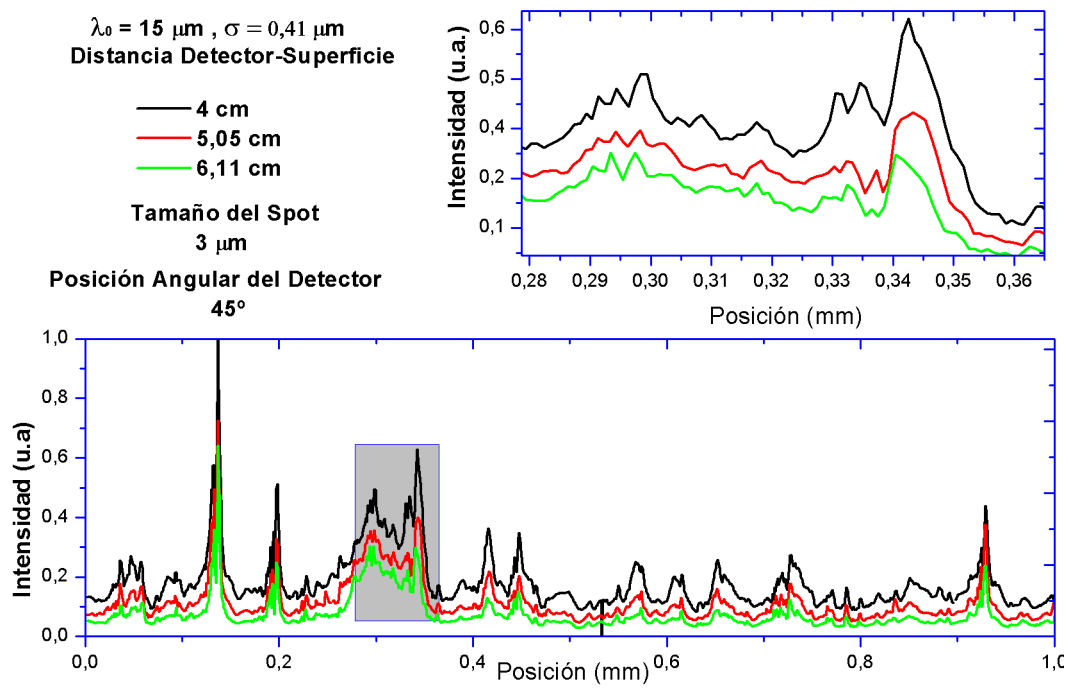 λ₀ = 15 μm , σ = 0,41 μm
Distancia Detector-Superficie
4 cm
5,05 cm
6,11 cm
Tamaño del Spot
3 μm
Posición Angular del Detector
45º
Intensidad (u.a.)
0,6
0,5
0,4
0,2
0,1
0,28 0,29 0,30 0,31 0,32 0,33 0,34 0,35 0,36
Posición (mm)
Intensidad (u.a)
1,0
0,8
0,6
0,4
0,2
0,0
0,0 0,2 0,4 0,6 0,8 1,0
Posición (mm)